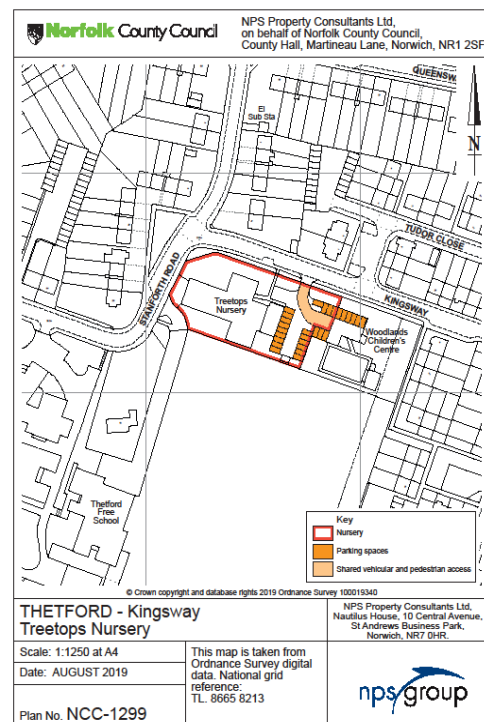 Norfolk County Council
NPS Property Consultants Ltd,
on behalf of Norfolk County Council,
County Hall, Martineau Lane, Norwich, NR1 2SF
QUEENSWA
El
Sub Sta
N
TUDOR CLOSE
STANFORTH ROAD
KINGSWAY
Treetops
Nursery
Woodlands
Children's
Centre
Thetford
Free
School
Key
Nursery
Parking spaces
Shared vehicular and pedestrian access
© Crown copyright and database rights 2019 Ordnance Survey 100019340
THETFORD - Kingsway
Treetops Nursery
NPS Property Consultants Ltd,
Nautilus House, 10 Central Avenue,
St Andrews Business Park,
Norwich, NR7 0HR.
Scale: 1:1250 at A4
Date: AUGUST 2019
Plan No. NCC-1299
This map is taken from
Ordnance Survey digital
data. National grid
reference:
TL. 8665 8213
nps group